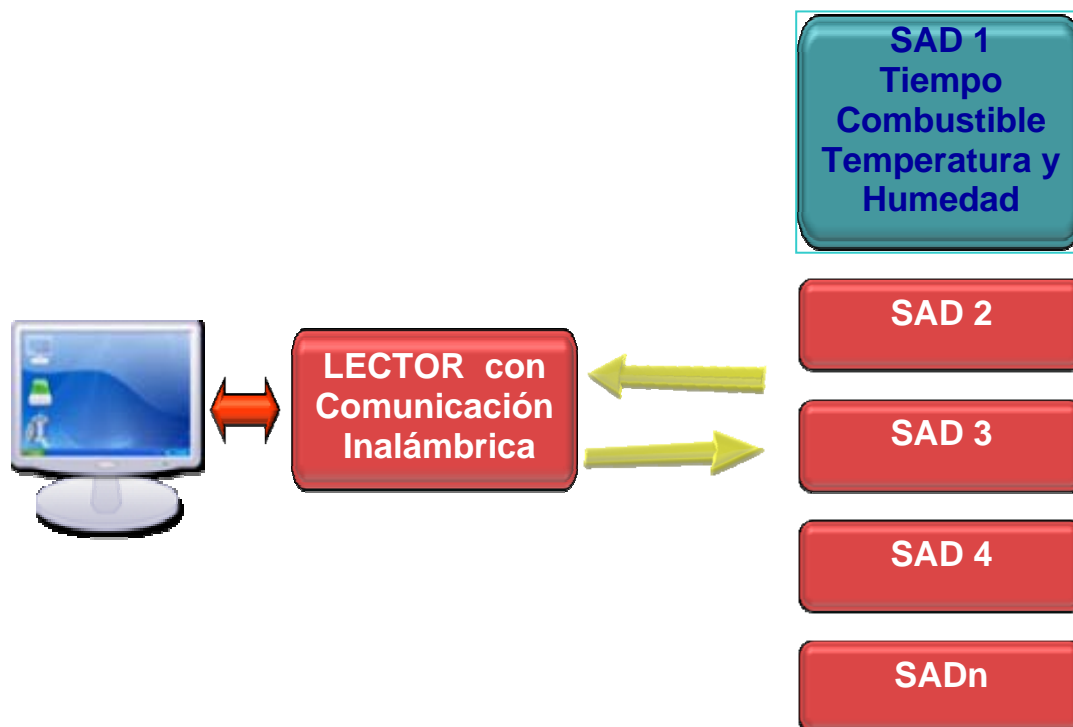 SAD 1
Tiempo
Combustible
Temperatura y
Humedad
SAD 2
LECTOR con
Comunicación
Inalámbrica
SAD 3
SAD 4
SADn